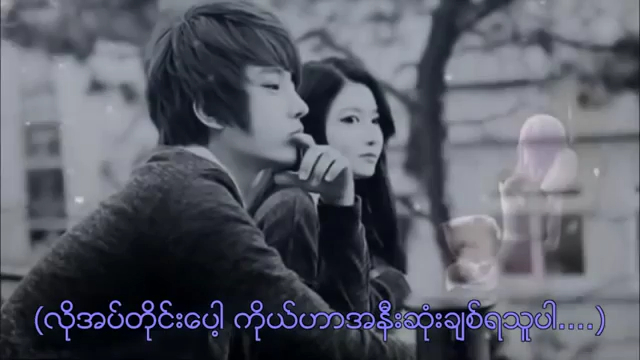 (လိုအပ်တိုင်းပေါ့ ကိုယ်ဟာအနီးဆုံးချစ်ရသူပါ....)